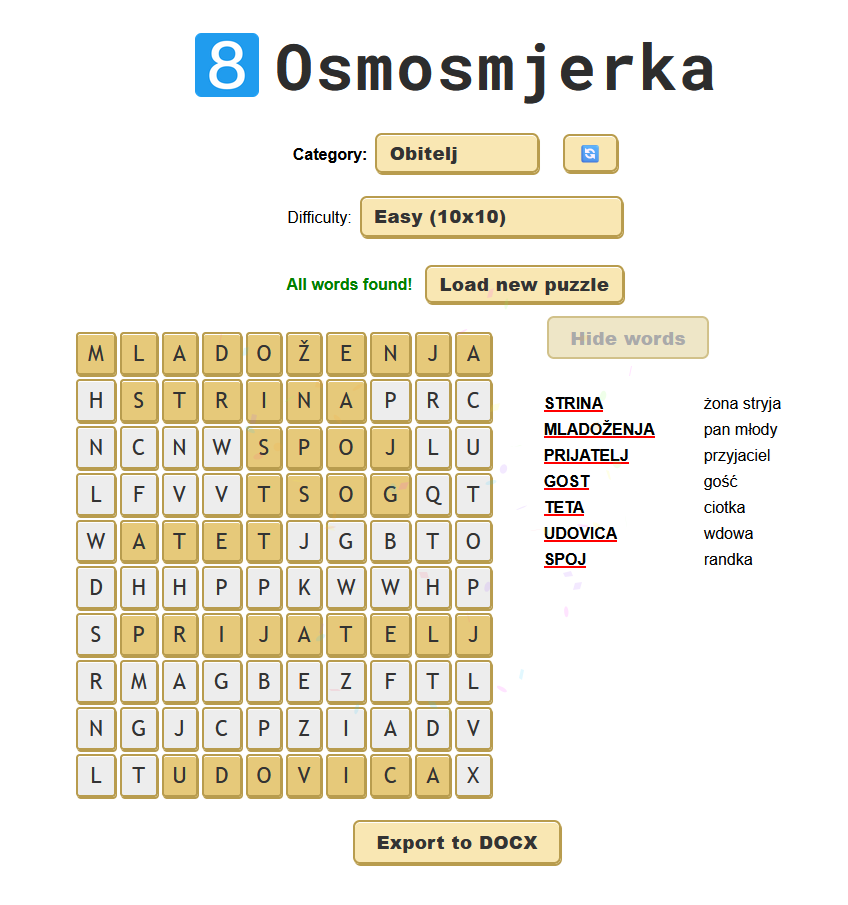 8 Osmosmjerka
Category: Obitelj
Difficulty: Easy (10x10)
All words found! Load new puzzle
Hide words
M L A D O Ž E N J A
H S T R I N A P R C
N C N W S P O J L U
L F V V T S O G Q T
W A T E T J G B T O
D H H P P K W W H P
S P R I J A T E L J
R M A G B E Z F T L
N G J C P Z I A D V
L T U D O V I C A X
STRINA żona stryja
MLADOŽENJA pan młody
PRIJATELJ przyjaciel
GOST gość
TETA ciotka
UDOVICA wdowa
SPOJ randka
Export to DOCX